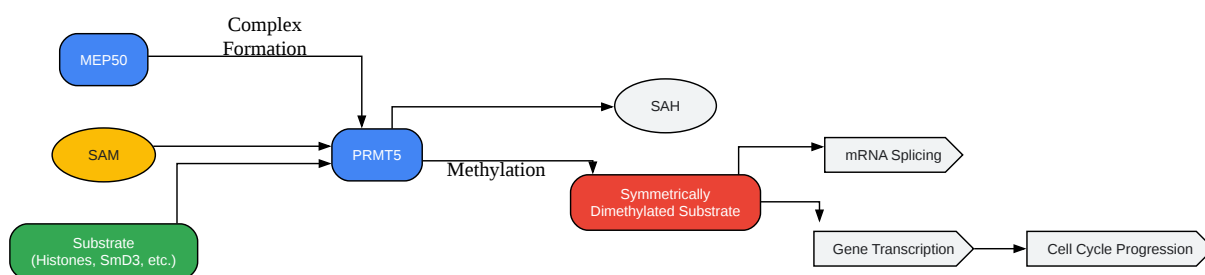 Complex
Formation
MEP50
SAH
SAM
PRMT5
mRNA Splicing
Methylation
Symmetrically
Dimethylated Substrate
Substrate
(Histones, SmD3, etc.)
Gene Transcription
Cell Cycle Progression